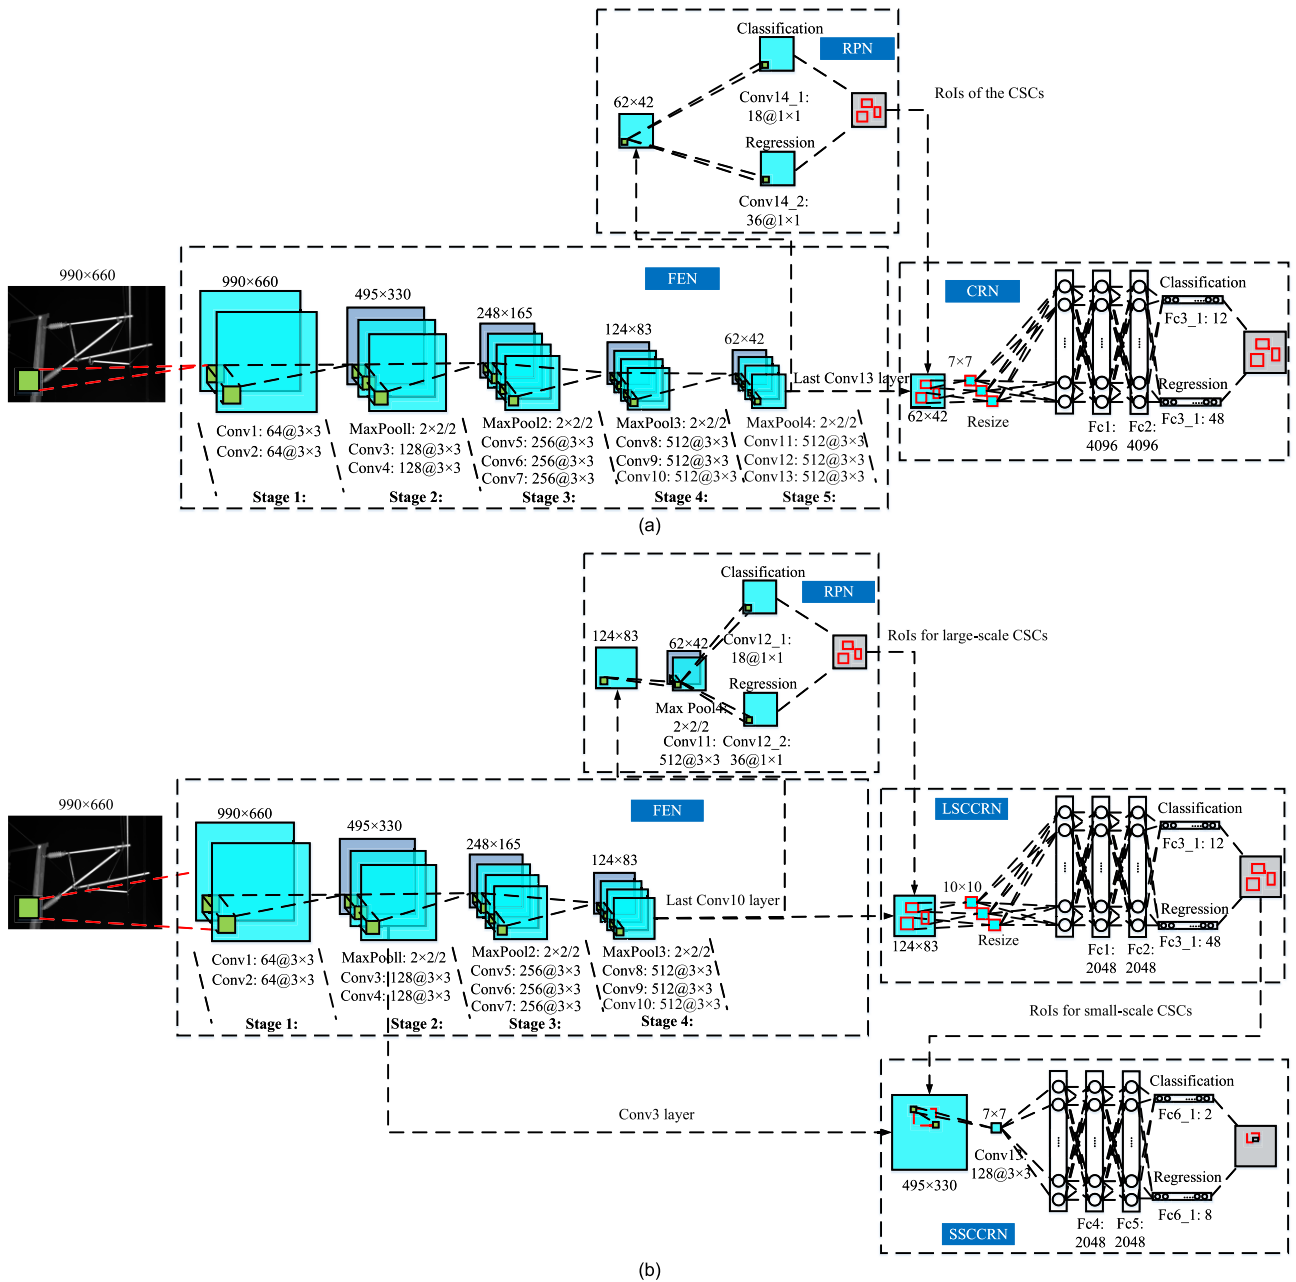 Classification
RPN
62×42
Conv14_1:
18@1×1
RoIs of the CSCs
Regression
Conv14_2:
36@1×1
990×660
FEN
990×660
495×330
248×165
124×83
62×42
Last Conv13 layer
Conv1: 64@3×3
Conv2: 64@3×3
MaxPooll: 2×2/2
Conv3: 128@3×3
Conv4: 128@3×3
MaxPool2: 2×2/2
Conv5: 256@3×3
Conv6: 256@3×3
Conv7: 256@3×3
MaxPool3: 2×2/2
Conv8: 512@3×3
Conv9: 512@3×3
Conv10: 512@3×3
MaxPool4: 2×2/2
Conv11: 512@3×3
Conv12: 512@3×3
Conv13: 512@3×3
Stage 1:
Stage 2:
Stage 3:
Stage 4:
Stage 5:
CRN
7×7
62×42
Resize
Fc1:
4096
Fc2:
4096
Classification
Fc3_1: 12
Regression
Fc3_1: 48
(a)
Classification
RPN
124×83
62×42
Conv12_1:
18@1×1
RoIs for large-scale CSCs
Regression
Max Pool4:
2×2/2
Conv11:
512@3×3
Conv12_2:
36@1×1
990×660
FEN
990×660
495×330
248×165
124×83
Last Conv10 layer
Conv1: 64@3×3
Conv2: 64@3×3
MaxPooll: 2×2/2
Conv3: 128@3×3
Conv4: 128@3×3
MaxPool2: 2×2/2
Conv5: 256@3×3
Conv6: 256@3×3
Conv7: 256@3×3
MaxPool3: 2×2/2
Conv8: 512@3×3
Conv9: 512@3×3
Conv10: 512@3×3
Stage 1:
Stage 2:
Stage 3:
Stage 4:
LSCCRN
10×10
124×83
Resize
Fc1:
2048
Fc2:
2048
Classification
Fc3_1: 12
Regression
Fc3_1: 48
RoIs for small-scale CSCs
Conv3 layer
7×7
Conv13:
128@3×3
495×330
Fc4:
2048
Fc5:
2048
Classification
Fc6_1: 2
Regression
Fc6_1: 8
SSCCRN
(b)